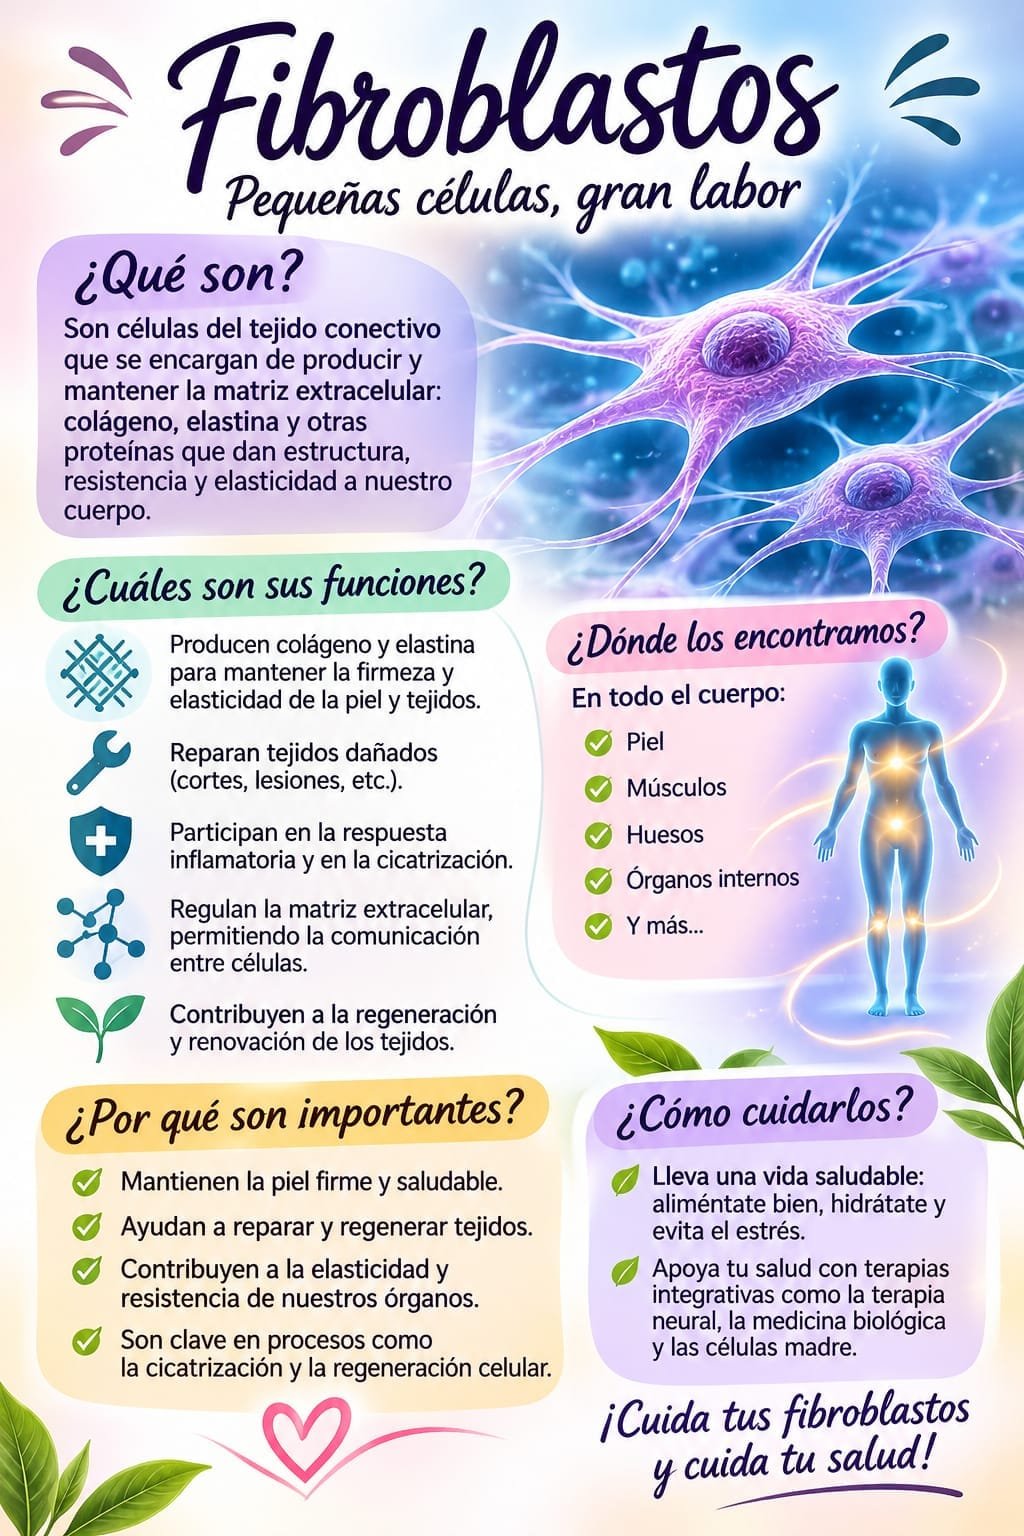 Fibroblastos
Pequeñas células, gran labor
¿Qué son?
Son células del tejido conectivo
que se encargan de producir y
mantener la matriz extracelular:
colágeno, elastina y otras
proteínas que dan estructura,
resistencia y elasticidad a nuestro
cuerpo.
¿Cuáles son sus funciones?
Producen colágeno y elastina
para mantener la firmeza y
elasticidad de la piel y tejidos.
Reparan tejidos dañados
(cortes, lesiones, etc.).
Participan en la respuesta
inflamatoria y en la cicatrización.
Regulan la matriz extracelular,
permitiendo la comunicación
entre células.
Contribuyen a la regeneración
y renovación de los tejidos.
¿Dónde los encontramos?
En todo el cuerpo:
Piel
Músculos
Huesos
Órganos internos
Y más...
¿Por qué son importantes?
Mantienen la piel firme y saludable.
Ayudan a reparar y regenerar tejidos.
Contribuyen a la elasticidad y
resistencia de nuestros órganos.
Son clave en procesos como
la cicatrización y la regeneración celular.
¿Cómo cuidarlos?
Lleva una vida saludable:
aliméntate bien, hidrátate y
evita el estrés.
Apoya tu salud con terapias
integrativas como la terapia
neural, la medicina biológica
y las células madre.
¡Cuida tus fibroblastos
y cuida tu salud!